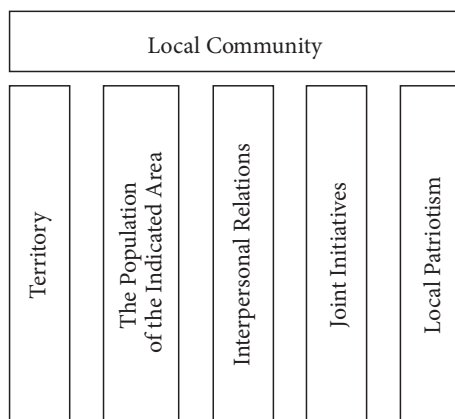 Local Community
Territory
The Population
of the Indicated Area
Interpersonal Relations
Joint Initiatives
Local Patriotism